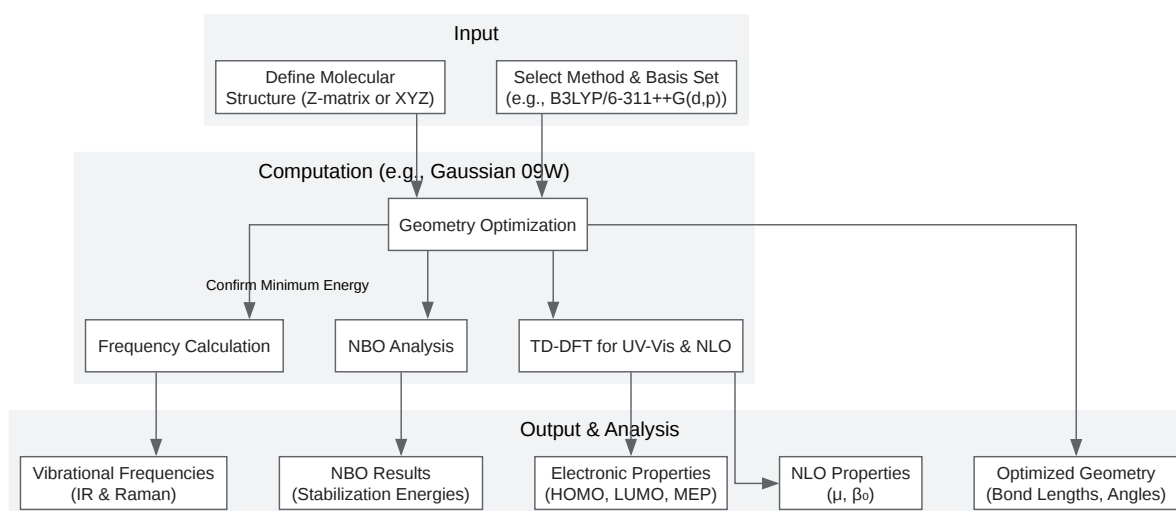 Input
Define Molecular
Structure (Z-matrix or XYZ)
Select Method & Basis Set
(e.g., B3LYP/6-311++G(d,p))
Computation (e.g., Gaussian 09W)
Geometry Optimization
Confirm Minimum Energy
Frequency Calculation
NBO Analysis
TD-DFT for UV-Vis & NLO
Output & Analysis
Vibrational Frequencies
(IR & Raman)
NBO Results
(Stabilization Energies)
Electronic Properties
(HOMO, LUMO, MEP)
NLO Properties
(μ, β₀)
Optimized Geometry
(Bond Lengths, Angles)